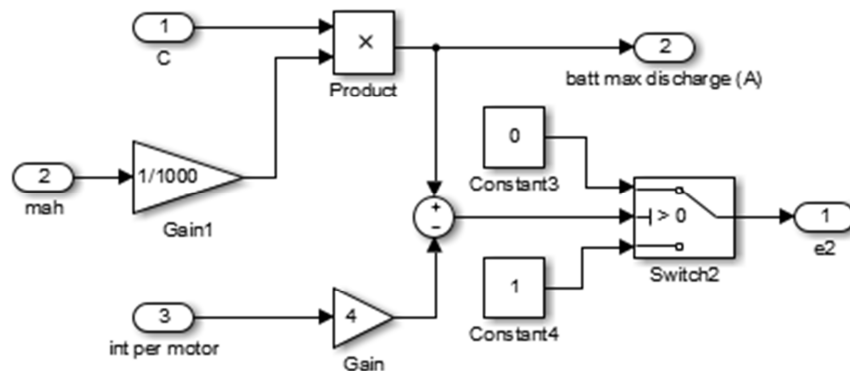 1
C
×
Product
2
batt max discharge (A)
0
Constant3
2
mah
1/1000
Gain1
+
−
> 0
Switch2
1
e2
1
Constant4
3
int per motor
4
Gain